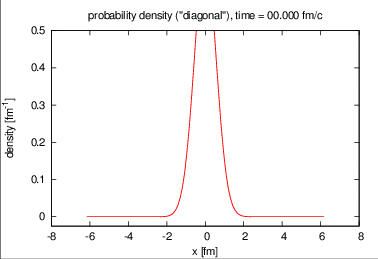 probability density ("diagonal"), time = 00.000 fm/c
0.5
0.4
0.3
0.2
0.1
0
density [fm-1]
-8 -6 -4 -2 0 2 4 6 8
x [fm]